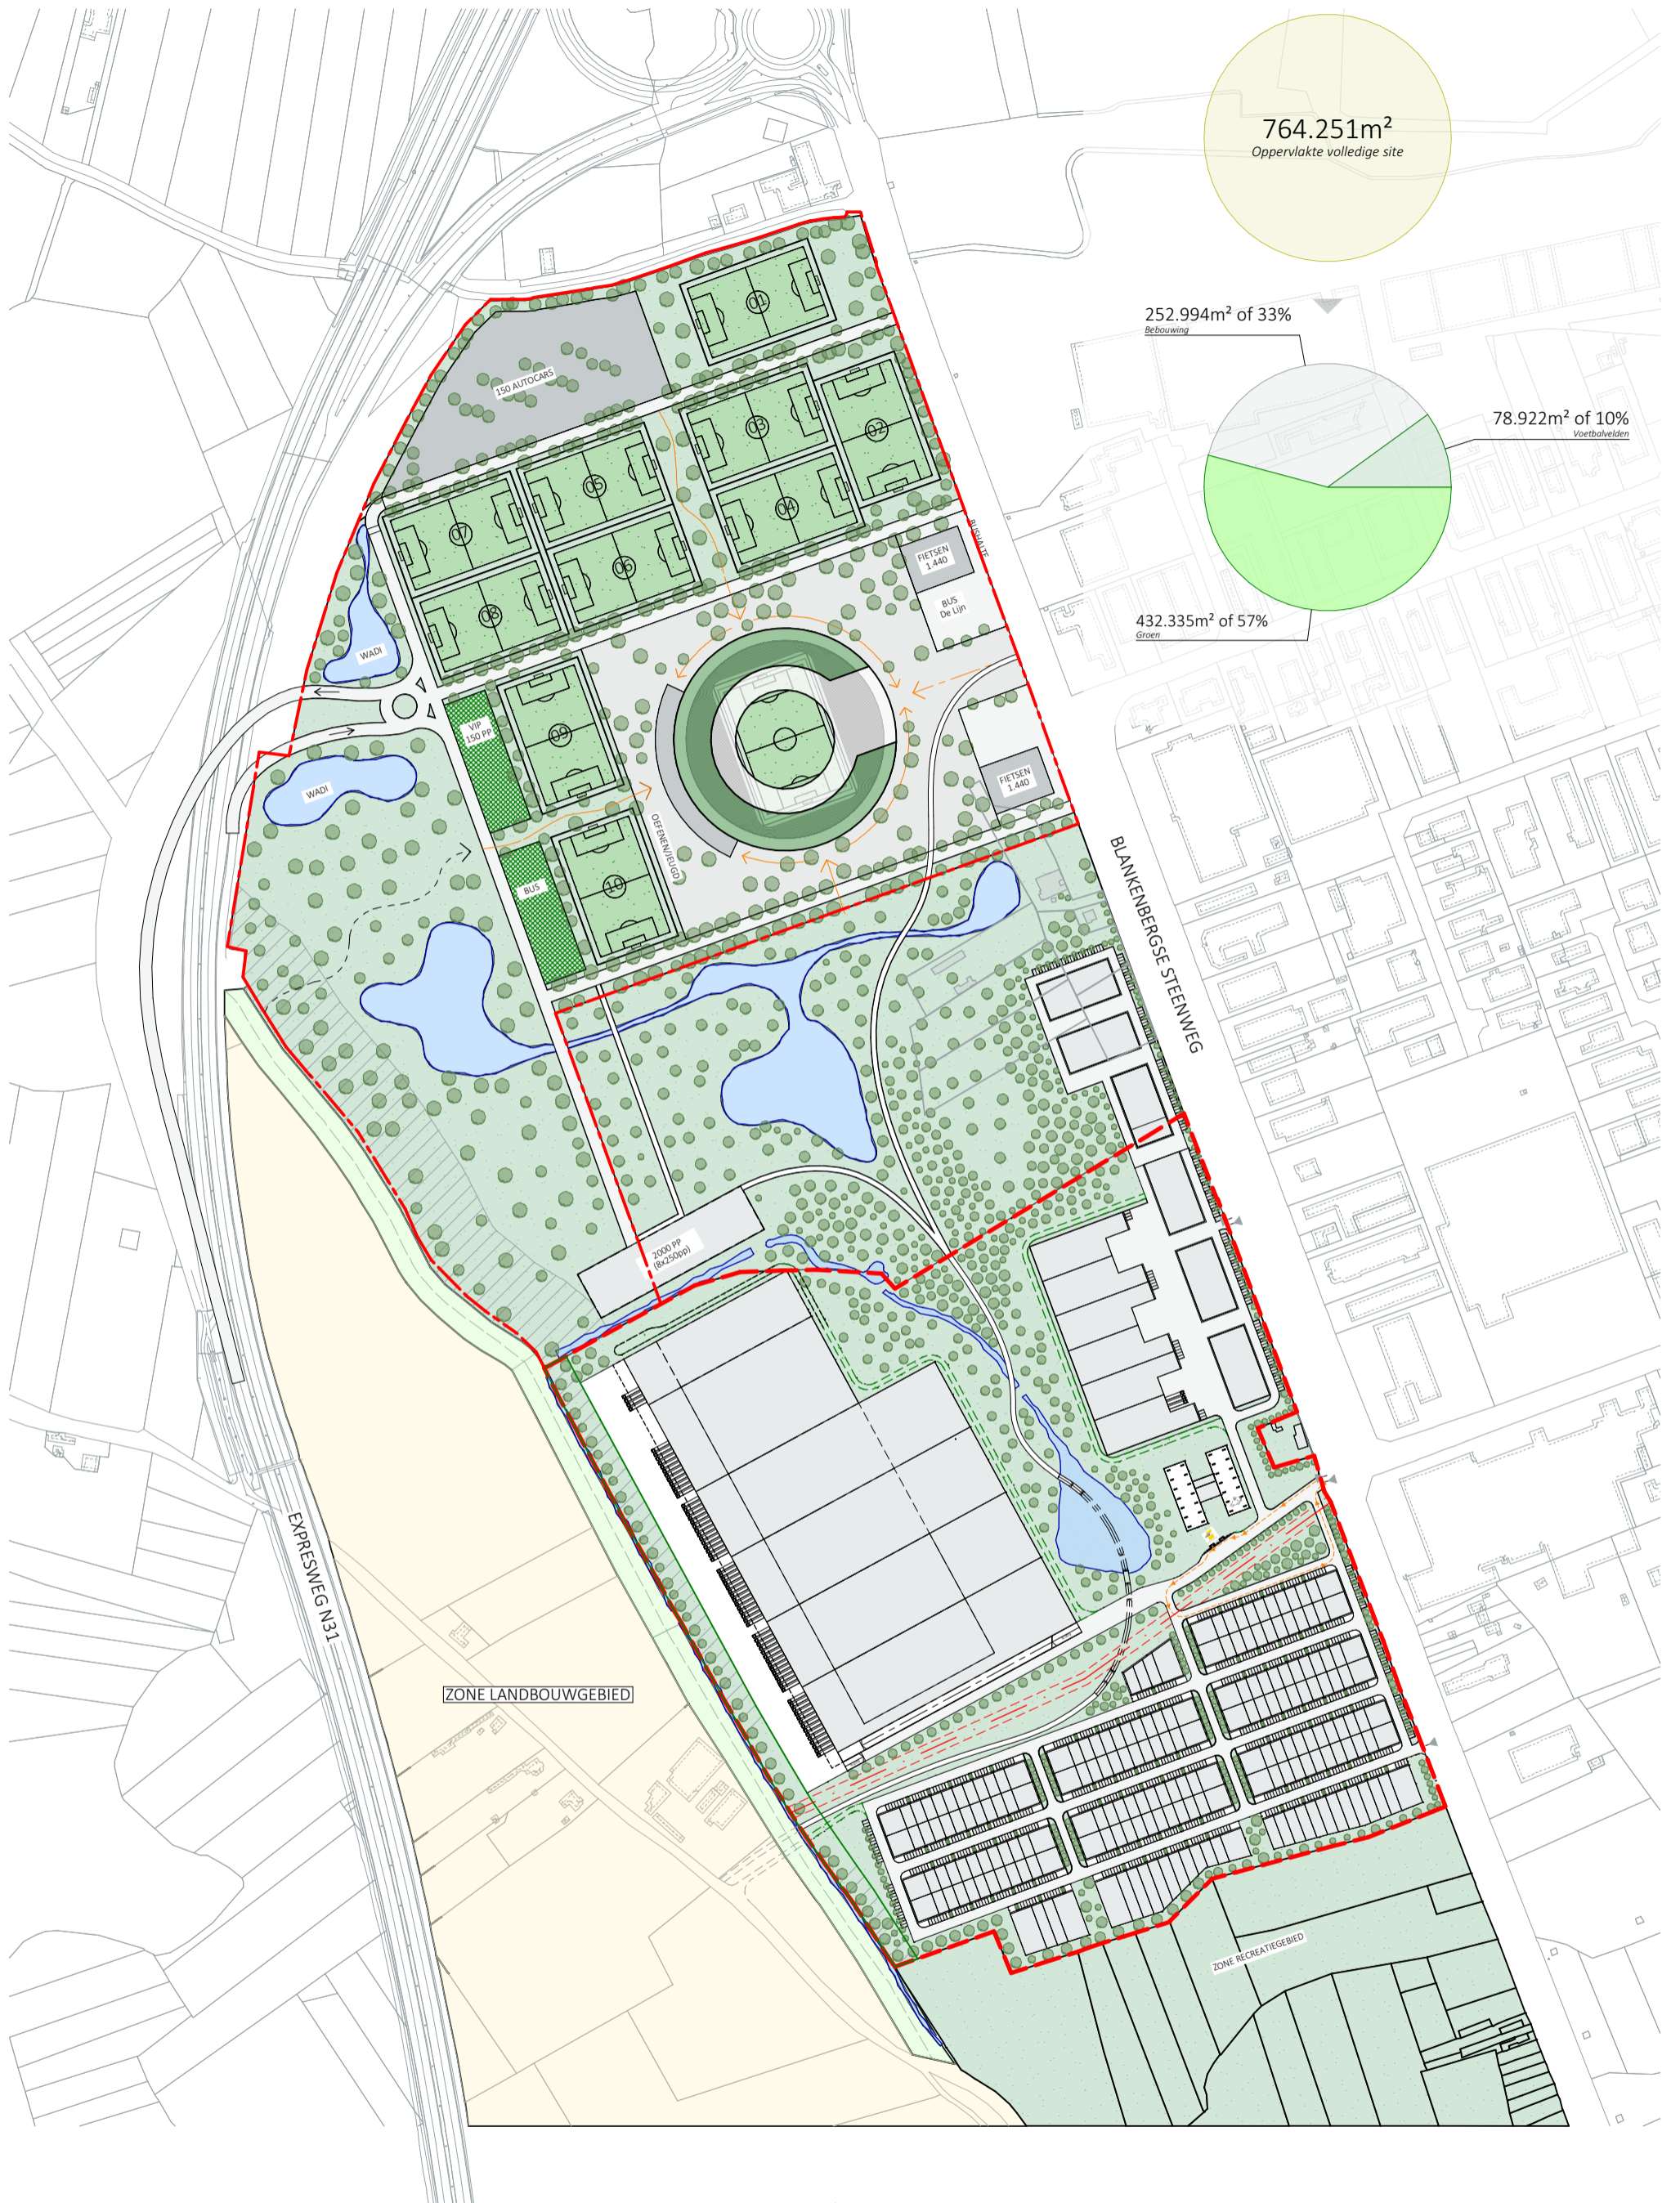 764.251m²
Oppervlakte volledige site
252.994m² of 33%
Bebouwing
78.922m² of 10%
Voetbalvelden
432.335m² of 57%
Groen
01
150 AUTOCARS
03
02
05
04
07
06
08
BUSHALTE
FIETSEN
1.440
BUS
De Lijn
WADI
VIP
150 PP
09
FIETSEN
1.440
WADI
OEFENEN/JEUGD
BUS
10
BLANKENBERGSE STEENWEG
2000 PP
(8x250pp)
EXPRESWEG N31
ZONE LANDBOUWGEBIED
ZONE RECREATIEGEBIED